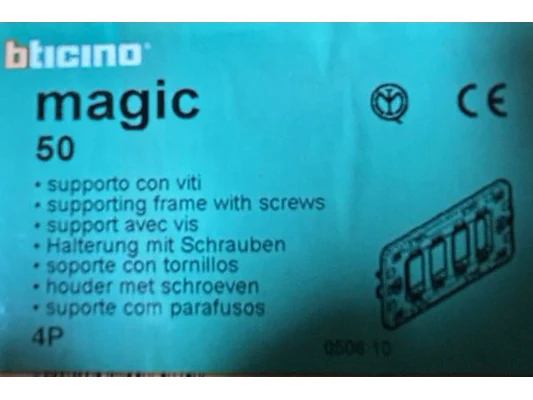 bticino
magic
50
• supporto con viti
• supporting frame with screws
• support avec vis
• Halterung mit Schrauben
• soporte con tornillos
• houder met schroeven
• suporte com parafusos
4P
CE
0506 10